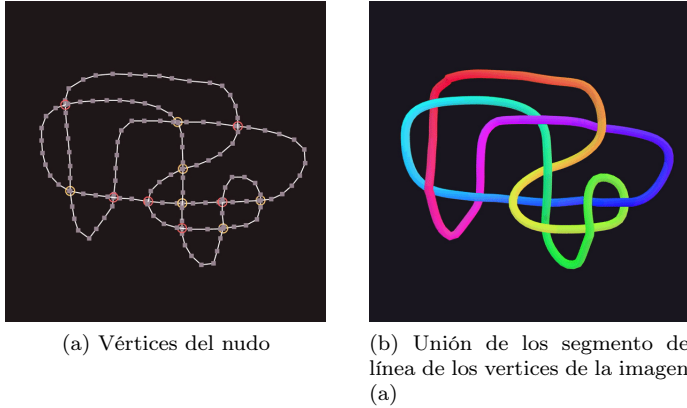 (a) Vértices del nudo
(b) Unión de los segmento de
línea de los vertices de la imagen
(a)